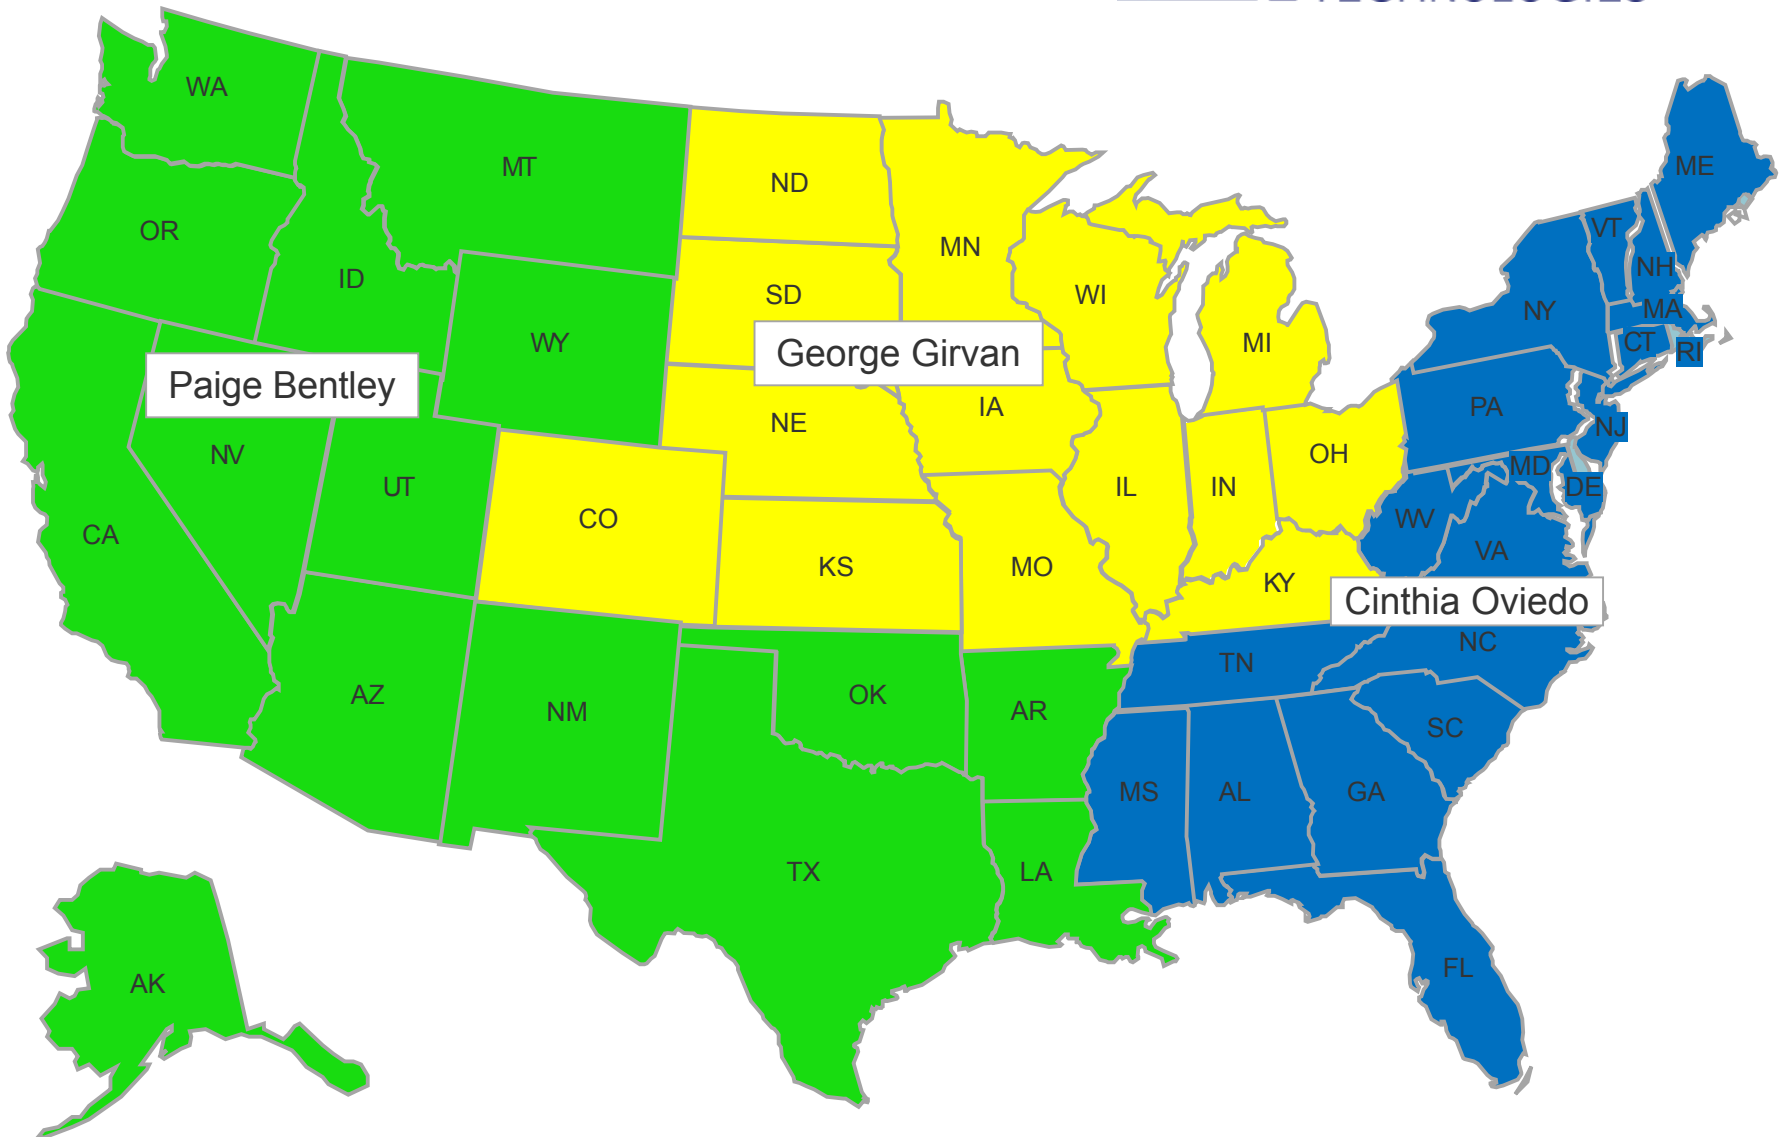 TECHNOLOGIES
WA
MT
ND
ME
OR
MN
VT
ID
SD
WI
NH
NY
MA
WY
MI
CT
RI
George Girvan
Paige Bentley
IA
PA
NE
NJ
NV
OH
MD
UT
IL
IN
DE
CO
WV
CA
VA
KS
MO
KY
Cinthia Oviedo
NC
TN
AZ
OK
NM
AR
SC
MS
AL
GA
TX
LA
FL
AK